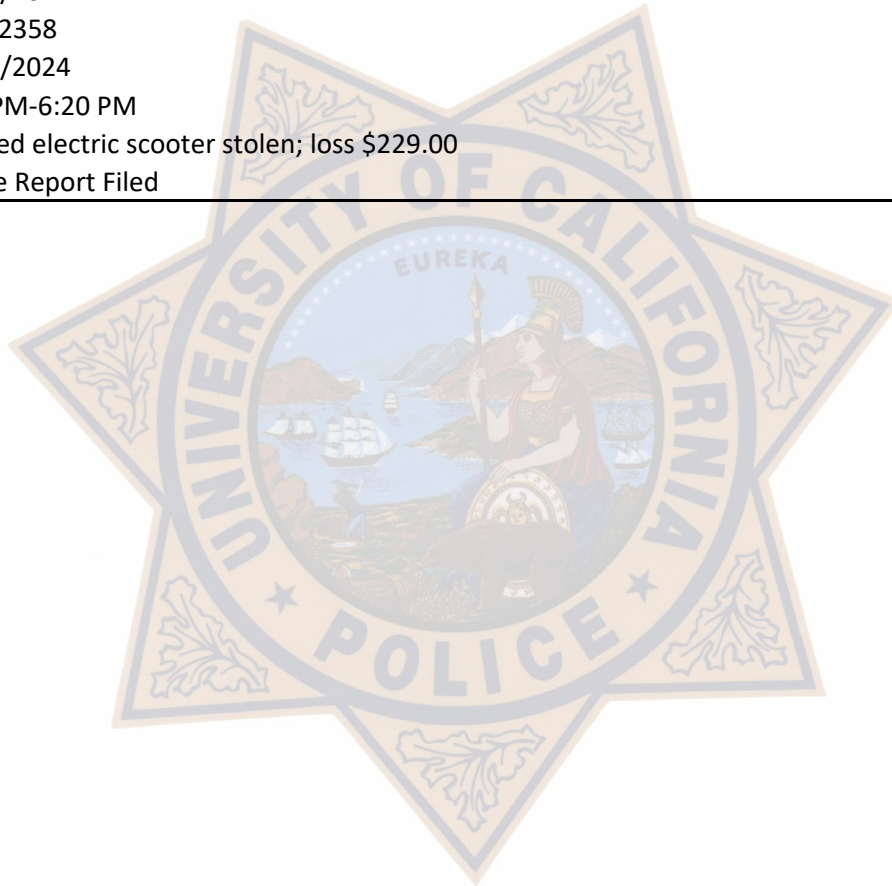 2358
/2024
PM-6:20 PM
ed electric scooter stolen; loss $229.00
e Report Filed
UNIVERSITY OF CALIFORNIA
EUREKA
POLICE